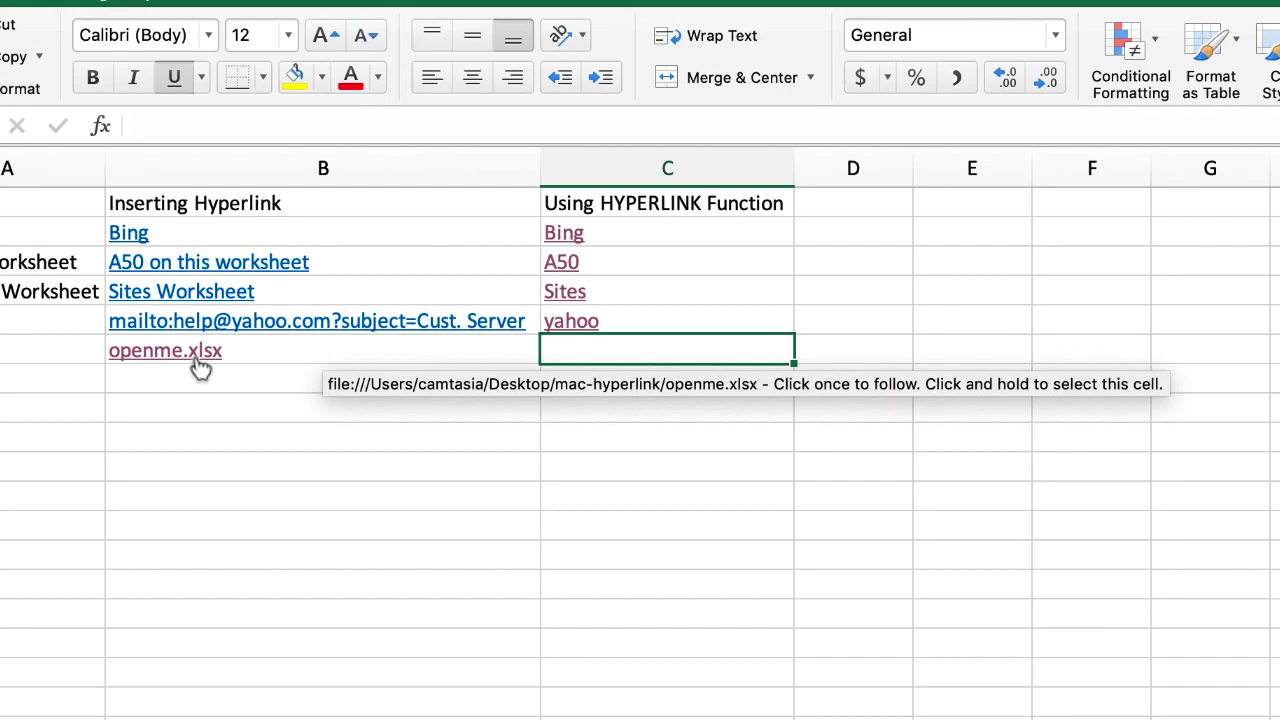 Cut
Calibri (Body) 12 A A Wrap Text General
Copy
Format B I U A Merge & Center $ % Conditional Formatting Format as Table
fx
A B C D E F G
Inserting Hyperlink Using HYPERLINK Function
Bing Bing
orksheet A50 on this worksheet A50
Worksheet Sites Worksheet Sites
mailto:help@yahoo.com?subject=Cust. Server yahoo
openme.xlsx
file:///Users/camtasia/Desktop/mac-hyperlink/openme.xlsx - Click once to follow. Click and hold to select this cell.